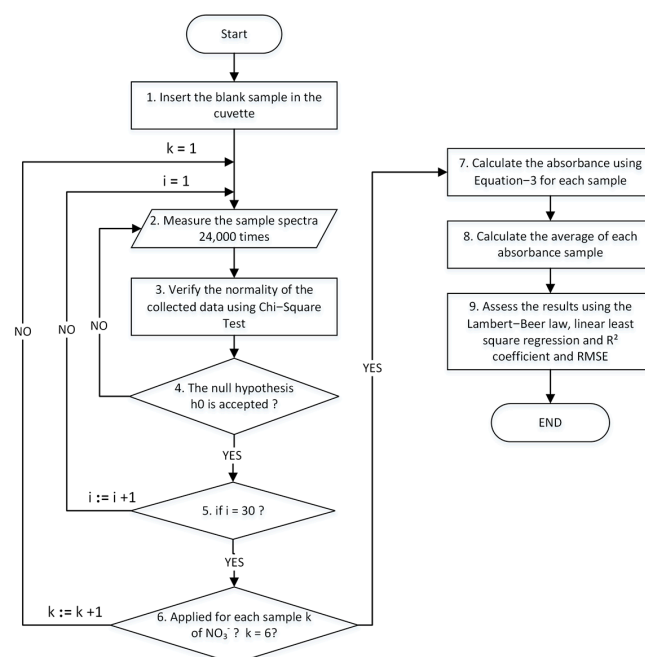 Start
1. Insert the blank sample in the
cuvette
k = 1
i = 1
2. Measure the sample spectra
24,000 times
3. Verify the normality of the
collected data using Chi–Square
Test
NO
NO
NO
4. The null hypothesis
h0 is accepted ?
YES
i := i +1
5. if i = 30 ?
YES
k := k +1
6. Applied for each sample k
of NO₃⁻ ? k = 6?
YES
7. Calculate the absorbance using
Equation–3 for each sample
8. Calculate the average of each
absorbance sample
9. Assess the results using the
Lambert–Beer law, linear least
square regression and R²
coefficient and RMSE
END